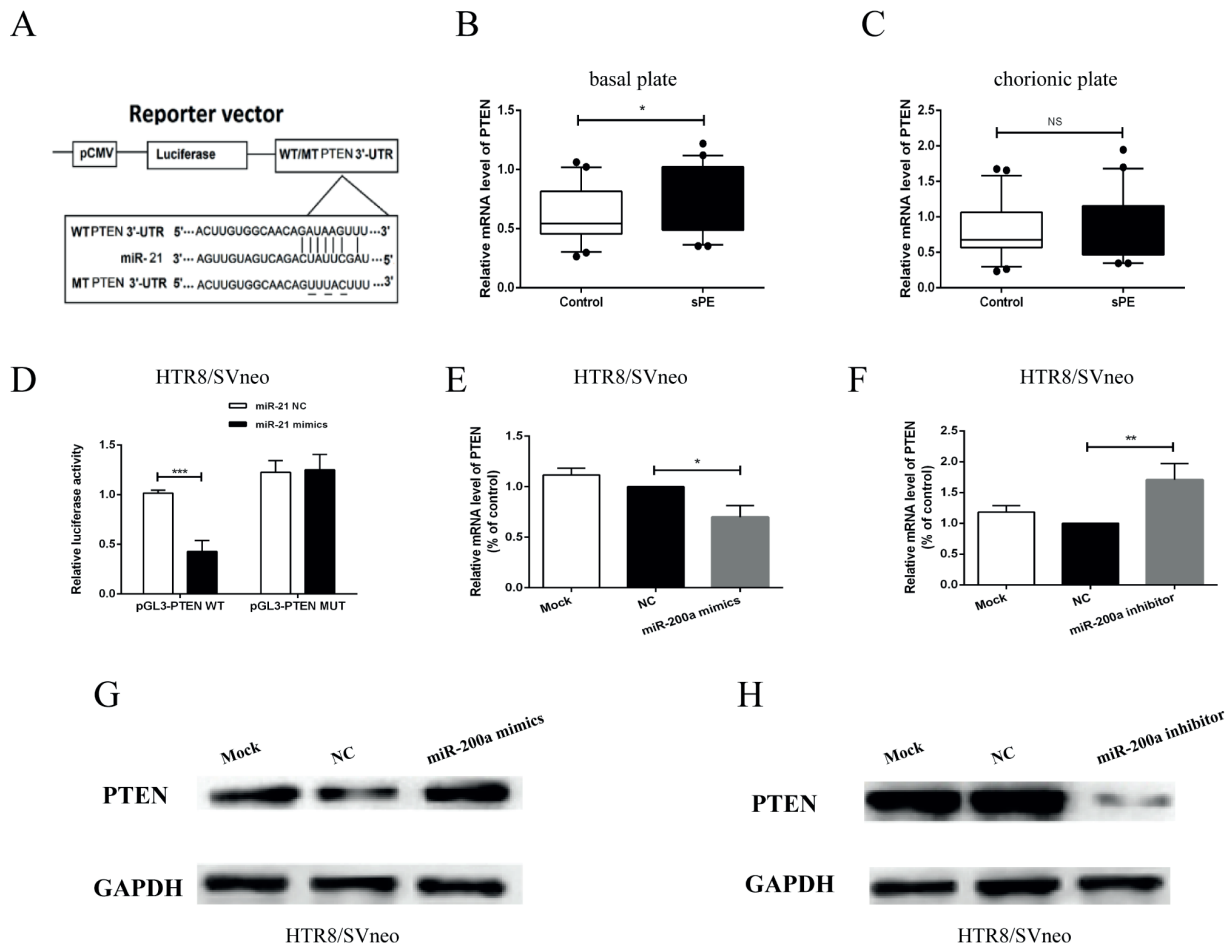 A
Reporter vector
pCMV
Luciferase
WT/MT PTEN 3'-UTR
WT PTEN 3'-UTR 5'··· ACUUGUGGCAACAGAUAAGUUU ···3'
miR- 21 3'··· AGUUGUAGUCAGACUAUUCGAU ···5'
MT PTEN 3'-UTR 5'··· ACUUGUGGCAACAGUUUACUUU ···3'
B
basal plate
Relative mRNA level of PTEN
1.5
1.0
0.5
0.0
*
Control
sPE
C
chorionic plate
Relative mRNA level of PTEN
2.5
2.0
1.5
1.0
0.5
0.0
NS
Control
sPE
D
HTR8/SVneo
miR-21 NC
miR-21 mimics
Relative luciferase activity
1.5
1.0
0.5
0.0
***
pGL3-PTEN WT
pGL3-PTEN MUT
E
HTR8/SVneo
Relative mRNA level of PTEN
(% of control)
1.5
1.0
0.5
0.0
*
Mock
NC
miR-200a mimics
F
HTR8/SVneo
Relative mRNA level of PTEN
(% of control)
2.5
2.0
1.5
1.0
0.5
0.0
**
Mock
NC
miR-200a inhibitor
G
Mock
NC
miR-200a mimics
PTEN
GAPDH
HTR8/SVneo
H
Mock
NC
miR-200a inhibitor
PTEN
GAPDH
HTR8/SVneo